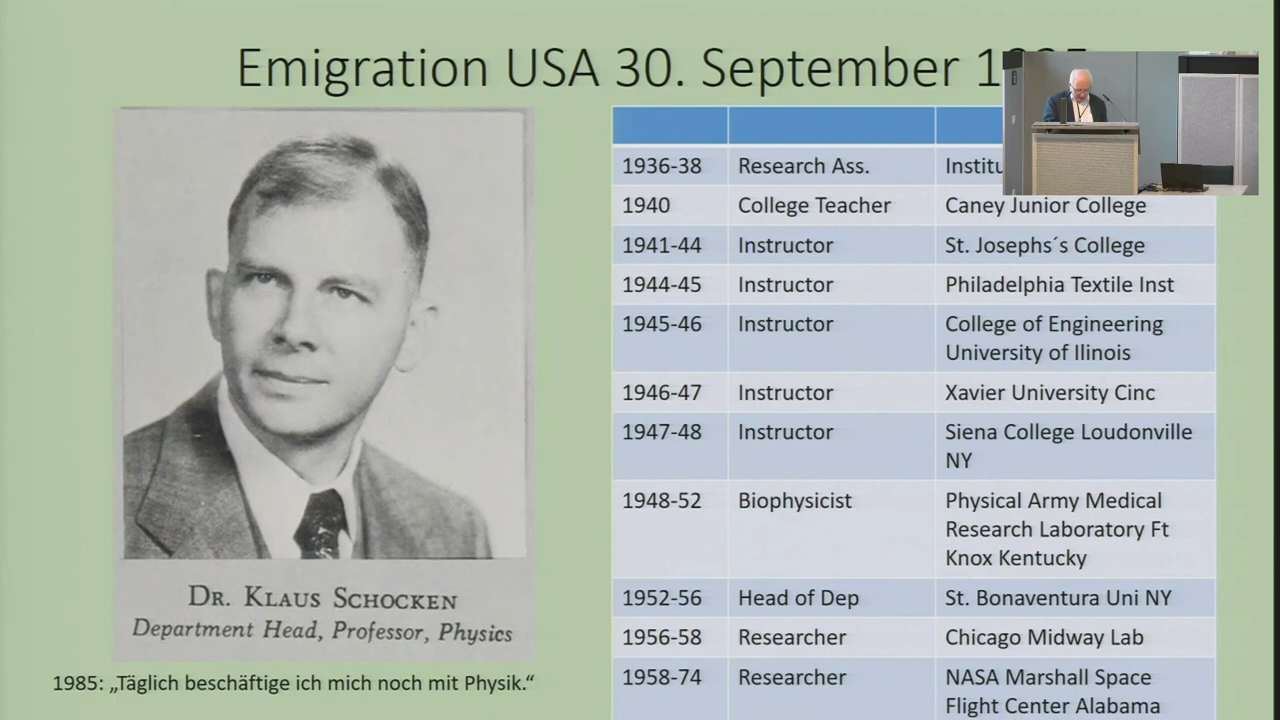 Emigration USA 30. September
1936-38 Research Ass.
1940 College Teacher Caney Junior College
1941-44 Instructor St. Josephs´s College
1944-45 Instructor Philadelphia Textile Inst
1945-46 Instructor College of Engineering
University of Ilinois
1946-47 Instructor Xavier University Cinc
1947-48 Instructor Siena College Loudonville
NY
1948-52 Biophysicist Physical Army Medical
Research Laboratory Ft
Knox Kentucky
1952-56 Head of Dep St. Bonaventura Uni NY
1956-58 Researcher Chicago Midway Lab
1958-74 Researcher NASA Marshall Space
Flight Center Alabama
DR. KLAUS SCHOCKEN
Department Head, Professor, Physics
1985: „Täglich beschäftige ich mich noch mit Physik.“